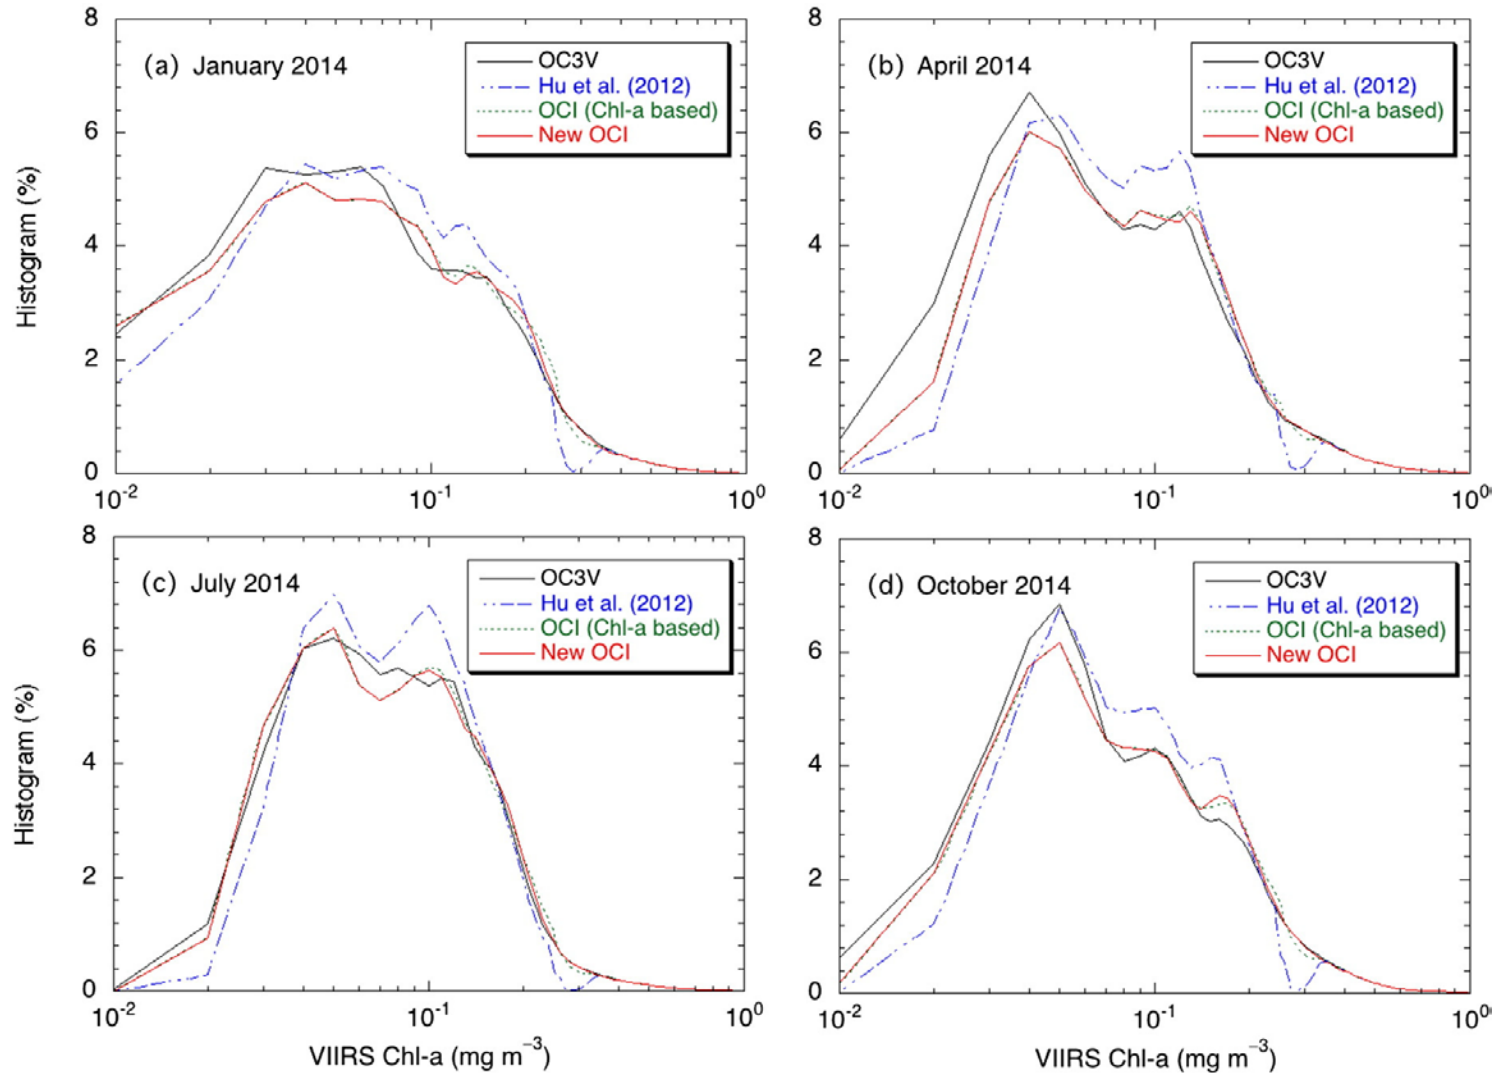 (a) January 2014
OC3V
Hu et al. (2012)
OCI (Chl-a based)
New OCI
8
6
4
2
0
Histogram (%)
10-2
10-1
100
(b) April 2014
OC3V
Hu et al. (2012)
OCI (Chl-a based)
New OCI
8
6
4
2
0
10-2
10-1
100
(c) July 2014
OC3V
Hu et al. (2012)
OCI (Chl-a based)
New OCI
8
6
4
2
0
Histogram (%)
10-2
10-1
100
VIIRS Chl-a (mg m−3)
(d) October 2014
OC3V
Hu et al. (2012)
OCI (Chl-a based)
New OCI
8
6
4
2
0
10-2
10-1
100
VIIRS Chl-a (mg m−3)